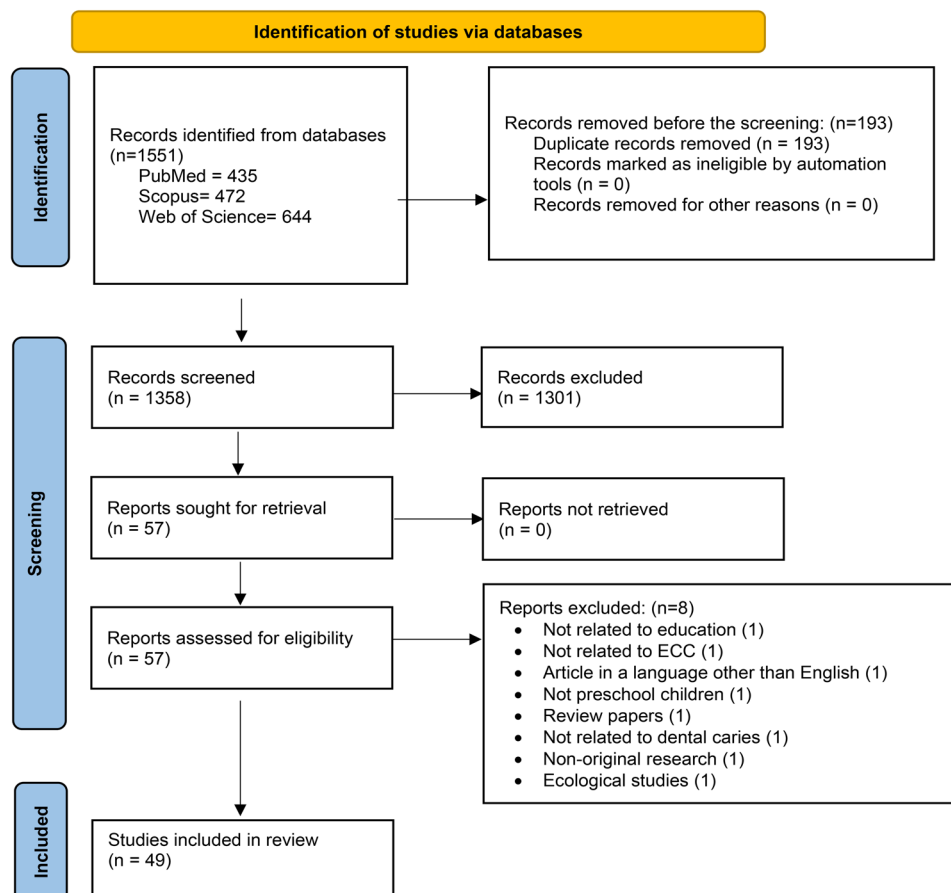 Identification of studies via databases
Identification
Records identified from databases
(n=1551)
PubMed = 435
Scopus= 472
Web of Science= 644
Records removed before the screening: (n=193)
Duplicate records removed (n = 193)
Records marked as ineligible by automation
tools (n = 0)
Records removed for other reasons (n = 0)
Screening
Records screened
(n = 1358)
Records excluded
(n = 1301)
Reports sought for retrieval
(n = 57)
Reports not retrieved
(n = 0)
Reports assessed for eligibility
(n = 57)
Reports excluded: (n=8)
• Not related to education (1)
• Not related to ECC (1)
• Article in a language other than English (1)
• Not preschool children (1)
• Review papers (1)
• Not related to dental caries (1)
• Non-original research (1)
• Ecological studies (1)
Included
Studies included in review
(n = 49)